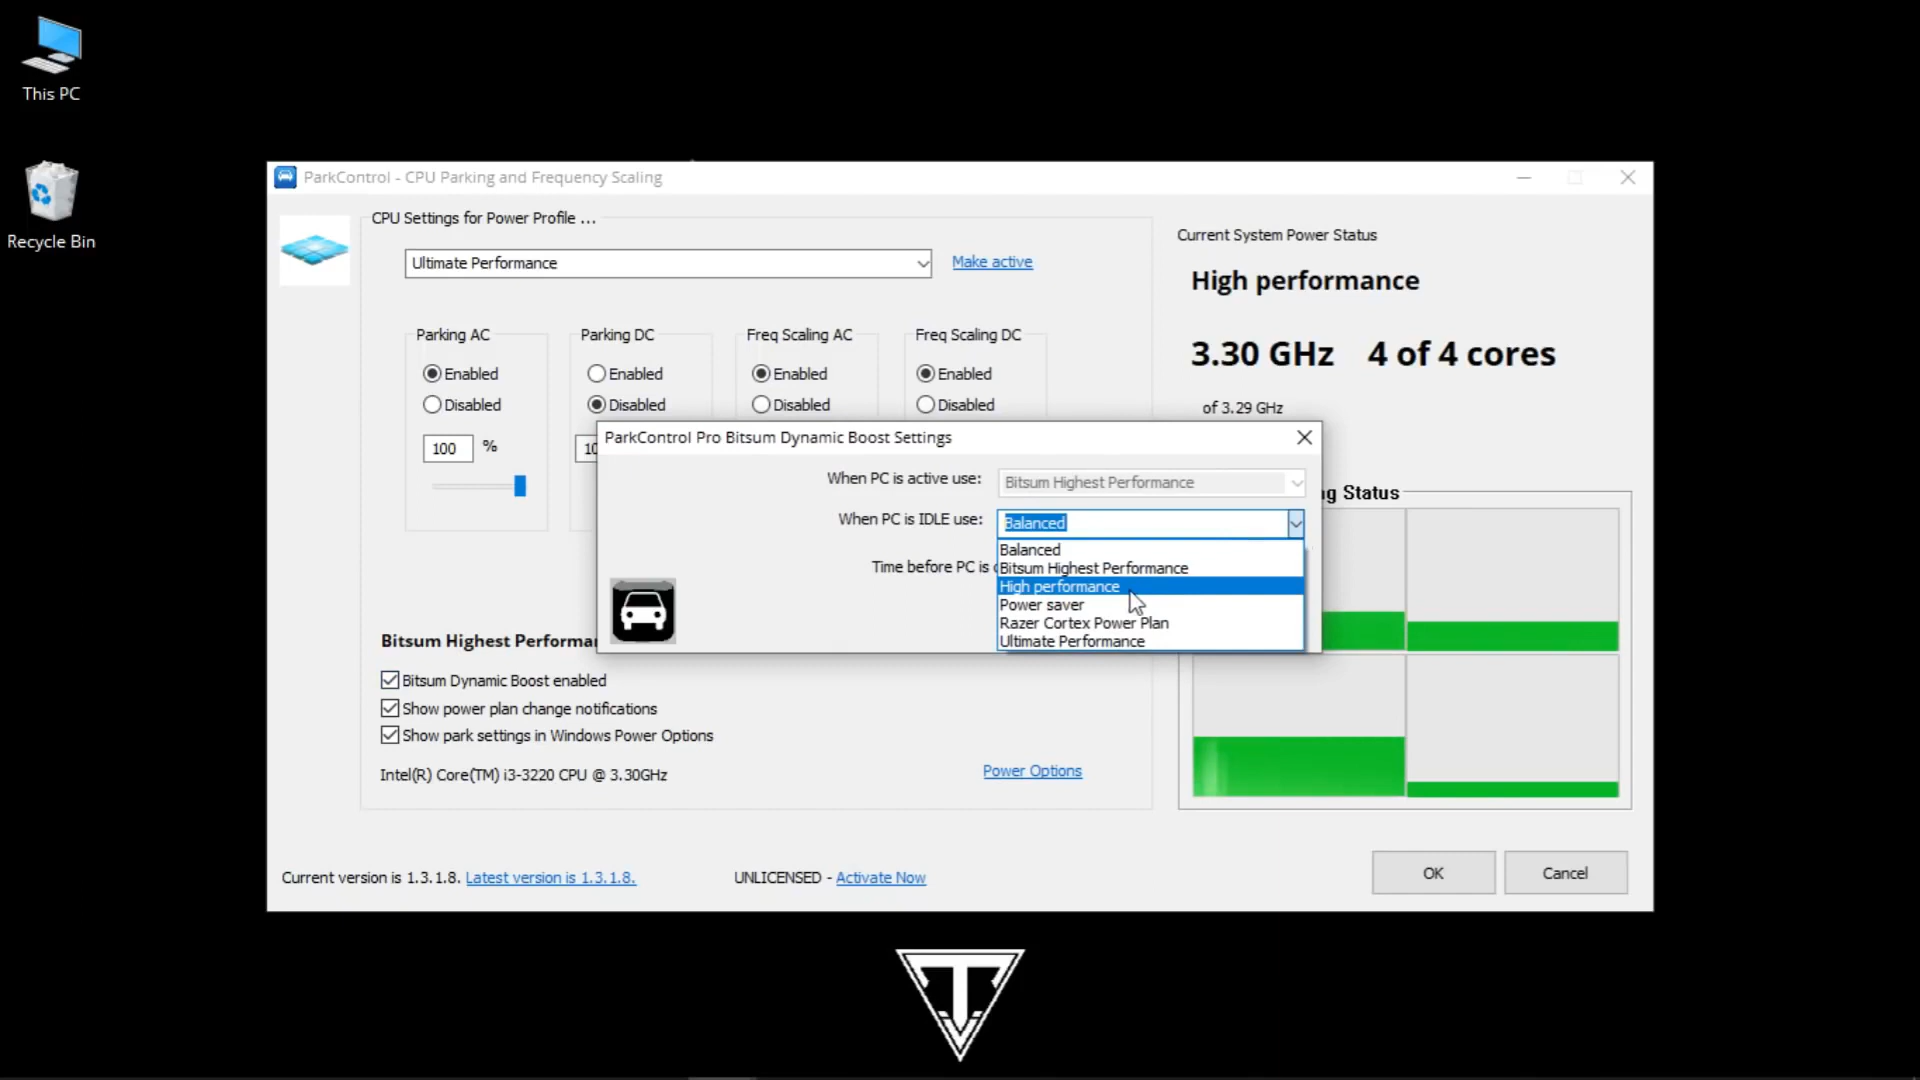 This PC
Recycle Bin
ParkControl - CPU Parking and Frequency Scaling
CPU Settings for Power Profile ...
Ultimate Performance
Make active
Parking AC
Enabled
Disabled
100 %
Parking DC
Enabled
Disabled
10
Freq Scaling AC
Enabled
Disabled
Freq Scaling DC
Enabled
Disabled
Current System Power Status
High performance
3.30 GHz 4 of 4 cores
of 3.29 GHz
g Status
ParkControl Pro Bitsum Dynamic Boost Settings
When PC is active use:
Bitsum Highest Performance
When PC is IDLE use:
Balanced
Balanced
Bitsum Highest Performance
High performance
Power saver
Razer Cortex Power Plan
Ultimate Performance
Time before PC is
Bitsum Highest Performa
Bitsum Dynamic Boost enabled
Show power plan change notifications
Show park settings in Windows Power Options
Intel(R) Core(TM) i3-3220 CPU @ 3.30GHz
Power Options
Current version is 1.3.1.8. Latest version is 1.3.1.8.
UNLICENSED - Activate Now
OK
Cancel